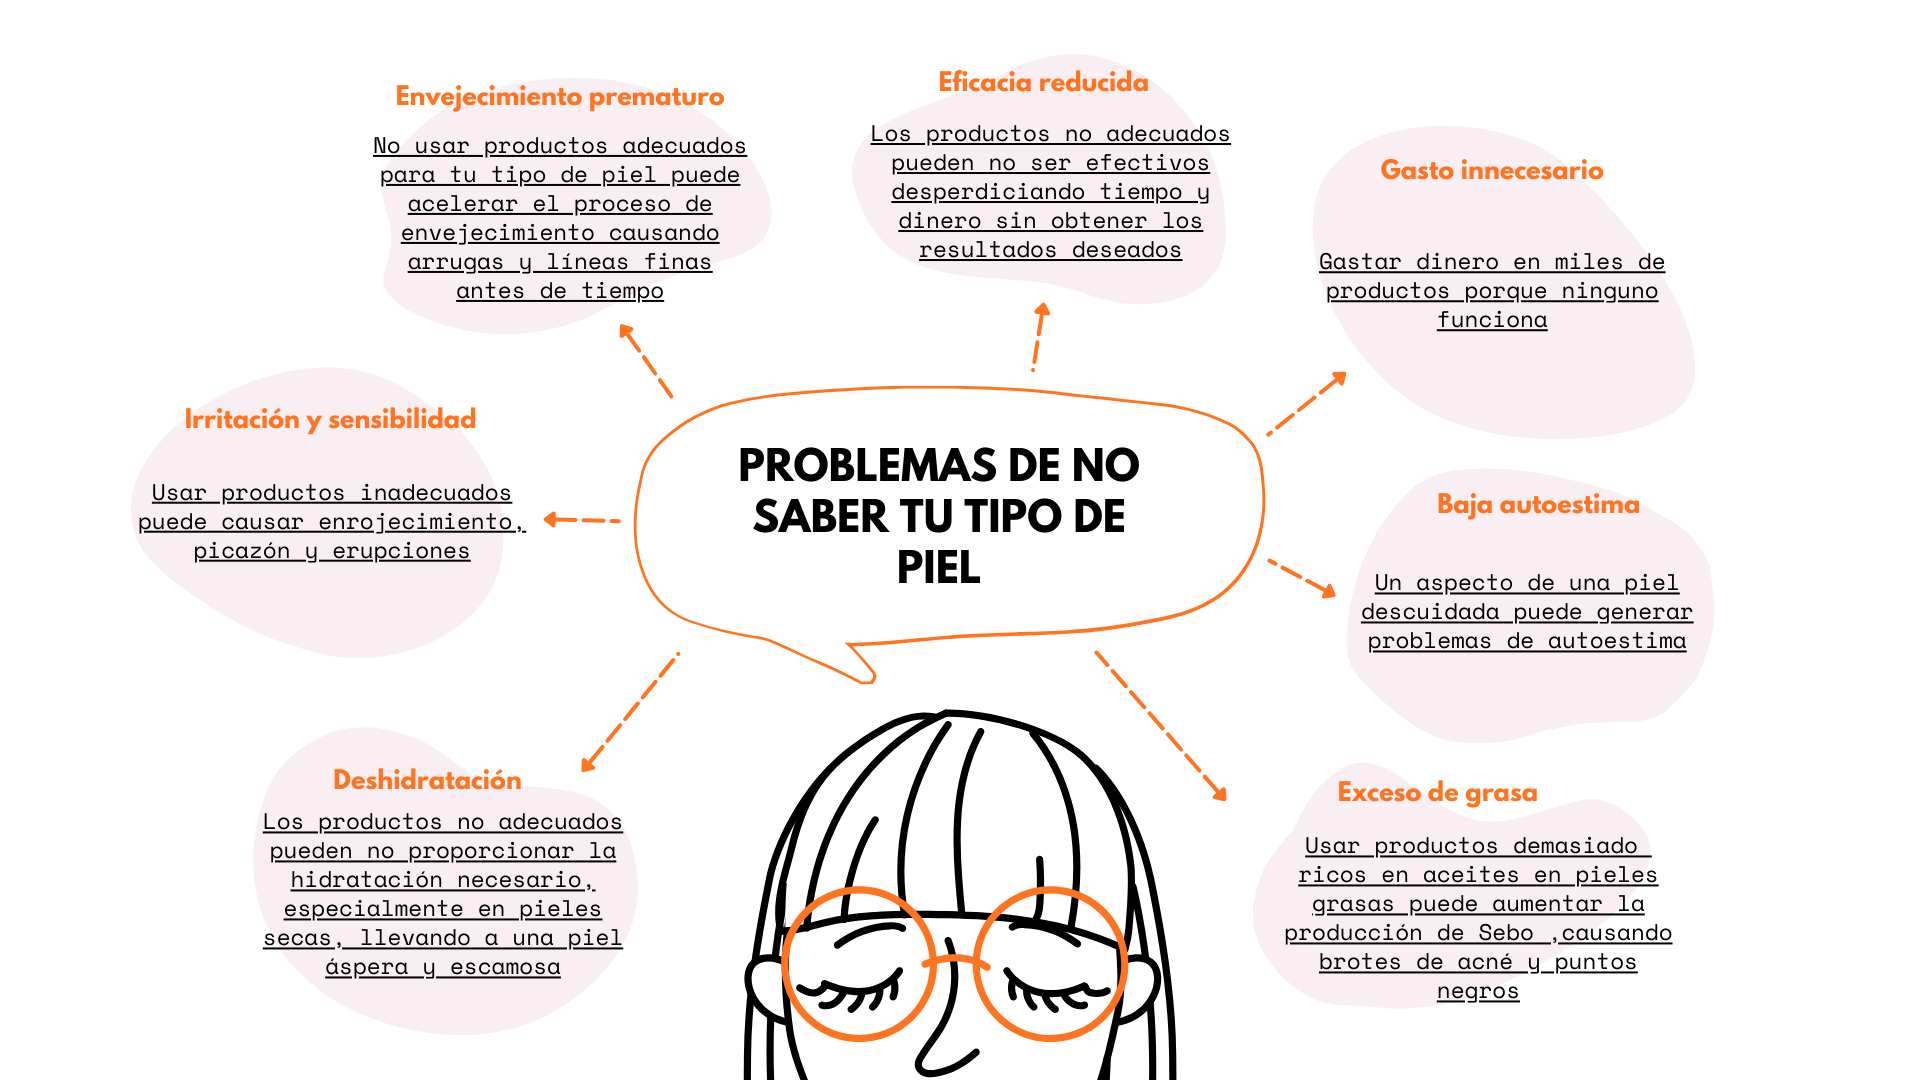 Envejecimiento prematuro
No usar productos adecuados
para tu tipo de piel puede
acelerar el proceso de
envejecimiento causando
arrugas y líneas finas
antes de tiempo
Eficacia reducida
Los productos no adecuados
pueden no ser efectivos
desperdiciando tiempo y
dinero sin obtener los
resultados deseados
Gasto innecesario
Gastar dinero en miles de
productos porque ninguno
funciona
Irritación y sensibilidad
Usar productos inadecuados
puede causar enrojecimiento,
picazón y erupciones
PROBLEMAS DE NO
SABER TU TIPO DE
PIEL
Baja autoestima
Un aspecto de una piel
descuidada puede generar
problemas de autoestima
Deshidratación
Los productos no adecuados
pueden no proporcionar la
hidratación necesario,
especialmente en pieles
secas, llevando a una piel
áspera y escamosa
Exceso de grasa
Usar productos demasiado
ricos en aceites en pieles
grasas puede aumentar la
producción de Sebo ,causando
brotes de acné y puntos
negros